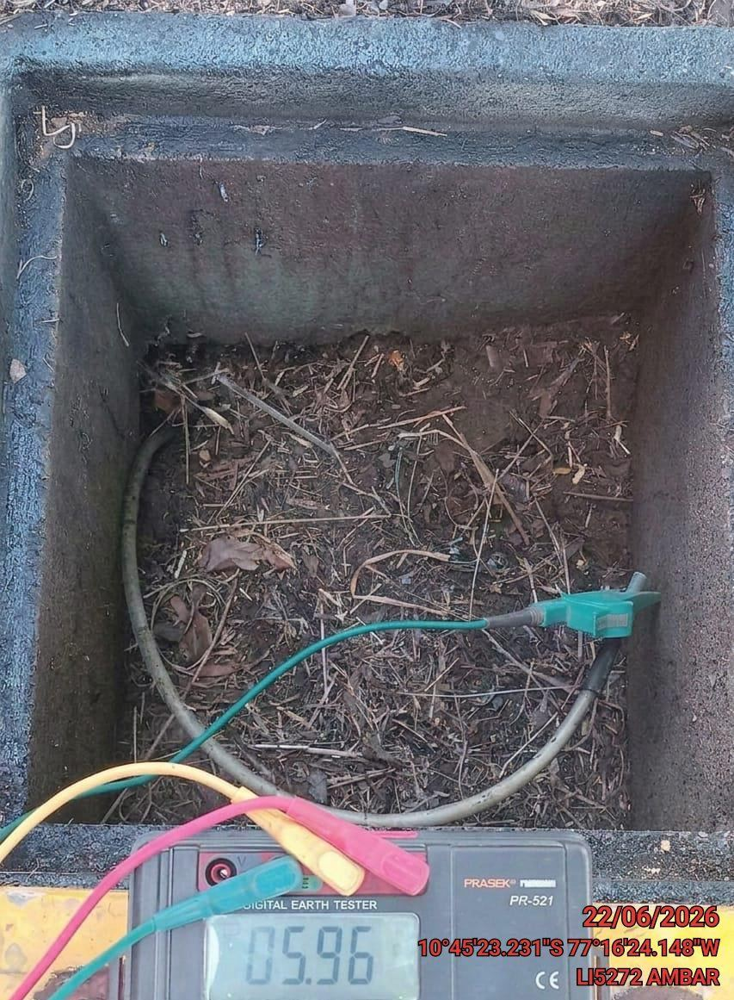 V
DIGITAL EARTH TESTER
PRASEK®
PR-521
05.96
CE
22/06/2026
10°45'23.231"S 77°16'24.148"W
LI5272 AMBAR